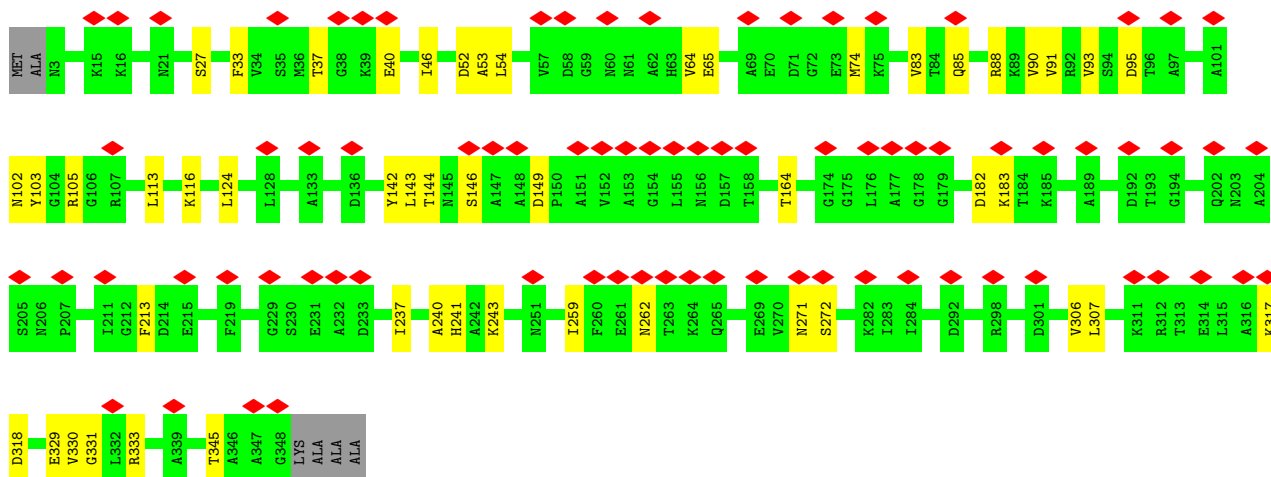 MET ALA N3 K15 K16 N21 S27 F33 V34 S35 M36 T37 G38 K39 E40 I46 D52 A53 L54 V57 D58 G59 N60 N61 A62 H63 V64 E65 A69 E70 D71 G72 E73 M74 K75 V83 T84 Q85 R88 K89 V90 V91 R92 V93 S94 D95 T96 A97 A101
N102 Y103 G104 R105 G106 R107 L113 K116 L124 L128 A133 D136 Y142 L143 T144 N145 S146 A147 A148 D149 P150 A151 V152 A153 G154 L155 N156 D157 T158 T164 G174 G175 L176 A177 G178 G179 D182 K183 T184 K185 A189 D192 T193 G194 Q202 N203 A204
S205 N206 P207 I211 G212 F213 D214 E215 F219 G229 S230 E231 A232 D233 I237 A240 H241 A242 K243 N251 I259 F260 E261 N262 T263 K264 Q265 E269 V270 N271 S272 K282 I283 I284 D292 R298 D301 V306 L307 K311 R312 T313 E314 L315 A316 K317
D318 E329 V330 G331 L332 R333 A339 T345 A346 A347 G348 LYS ALA ALA ALA